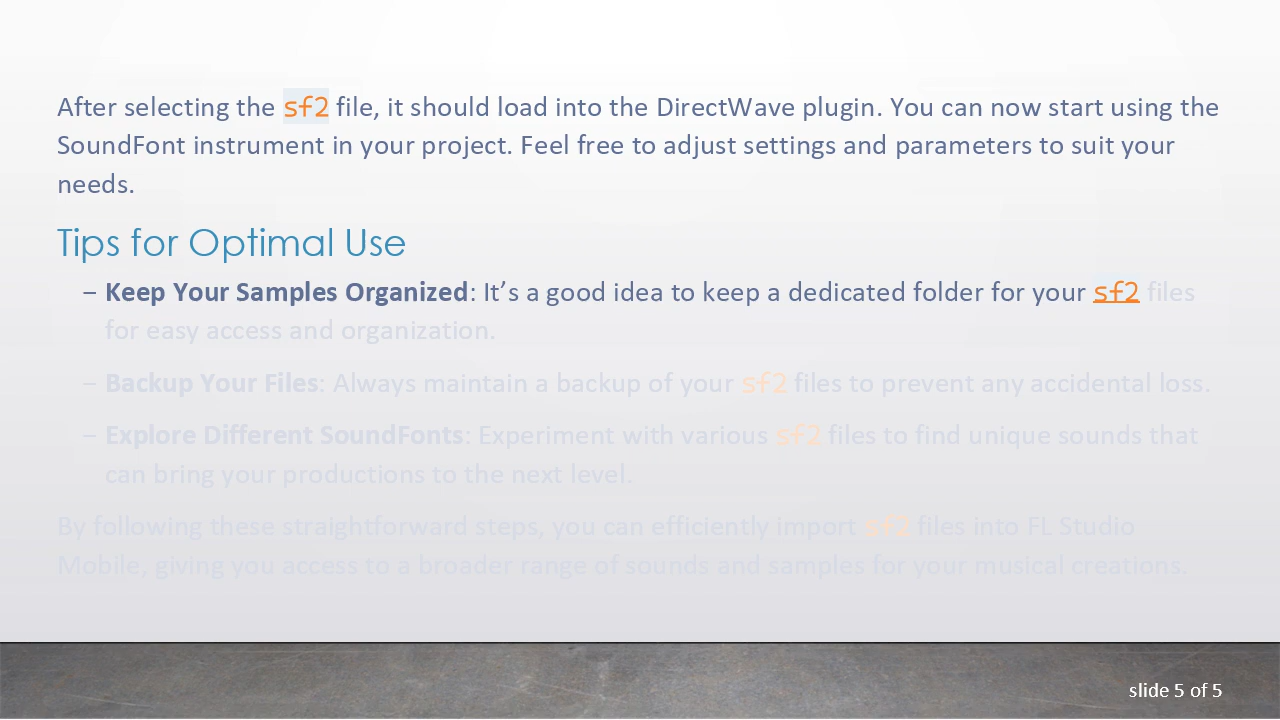 After selecting the sf2 file, it should load into the DirectWave plugin. You can now start using the
SoundFont instrument in your project. Feel free to adjust settings and parameters to suit your
needs.
Tips for Optimal Use
– Keep Your Samples Organized: It’s a good idea to keep a dedicated folder for your sf2 files
for easy access and organization.
– Backup Your Files: Always maintain a backup of your sf2 files to prevent any accidental loss.
– Explore Different SoundFonts: Experiment with various sf2 files to find unique sounds that
can bring your productions to the next level.
By following these straightforward steps, you can efficiently import sf2 files into FL Studio
Mobile, giving you access to a broader range of sounds and samples for your musical creations.
slide 5 of 5